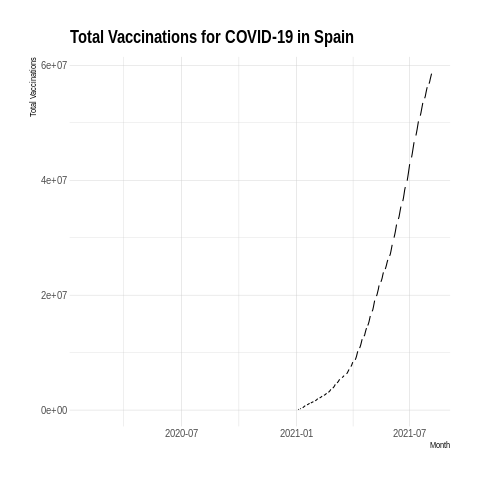 Total Vaccinations for COVID-19 in Spain
Total Vaccinations
6e+07
4e+07
2e+07
0e+00
2020-07
2021-01
2021-07
Month